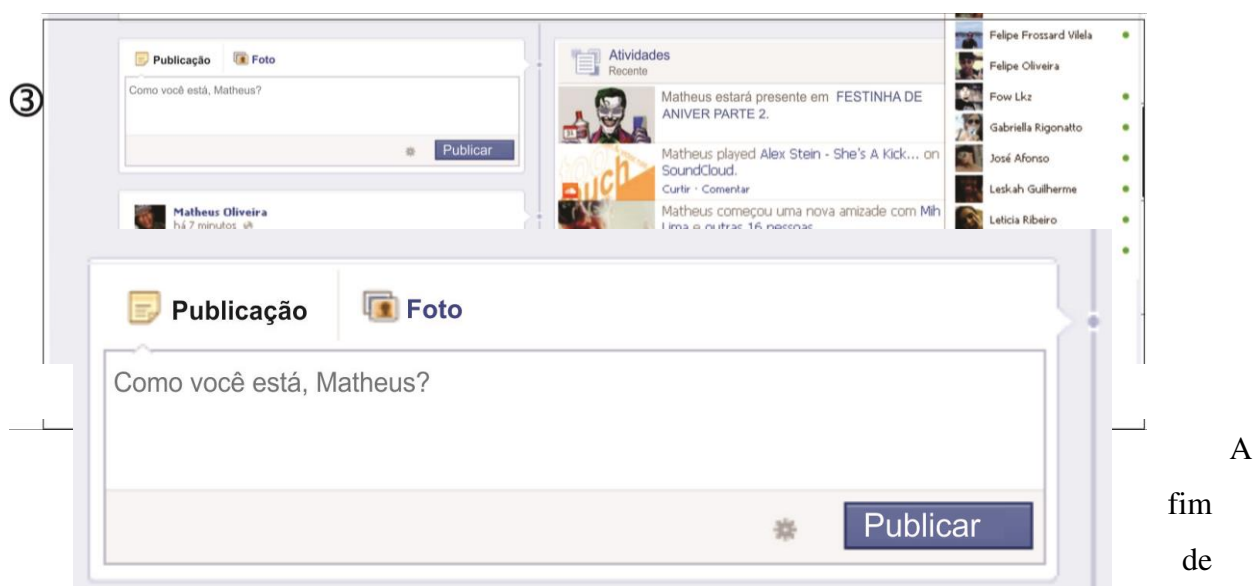 ③
Publicação Foto
Como você está, Matheus?
Publicar
Matheus Oliveira
há 7 minutos
Atividades
Recente
Matheus estará presente em FESTINHA DE
ANIVER PARTE 2.
Matheus played Alex Stein - She's A Kick... on
SoundCloud.
Curtir · Comentar
Matheus começou uma nova amizade com Mih
Lima e outras 16 pessoas
Felipe Frossard Vilela
Felipe Oliveira
Fow Lkz
Gabriella Rigonatto
José Afonso
Leskah Guilherme
Leticia Ribeiro
Publicação Foto
Como você está, Matheus?
Publicar
A
fim
de